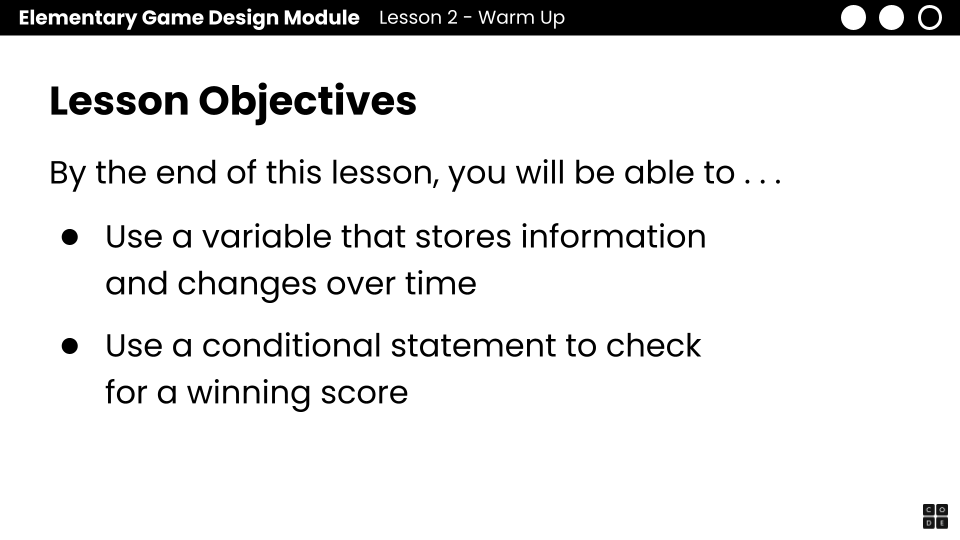 Elementary Game Design Module Lesson 2 - Warm Up
Lesson Objectives
By the end of this lesson, you will be able to . . .
● Use a variable that stores information
and changes over time
● Use a conditional statement to check
for a winning score
C O
D E